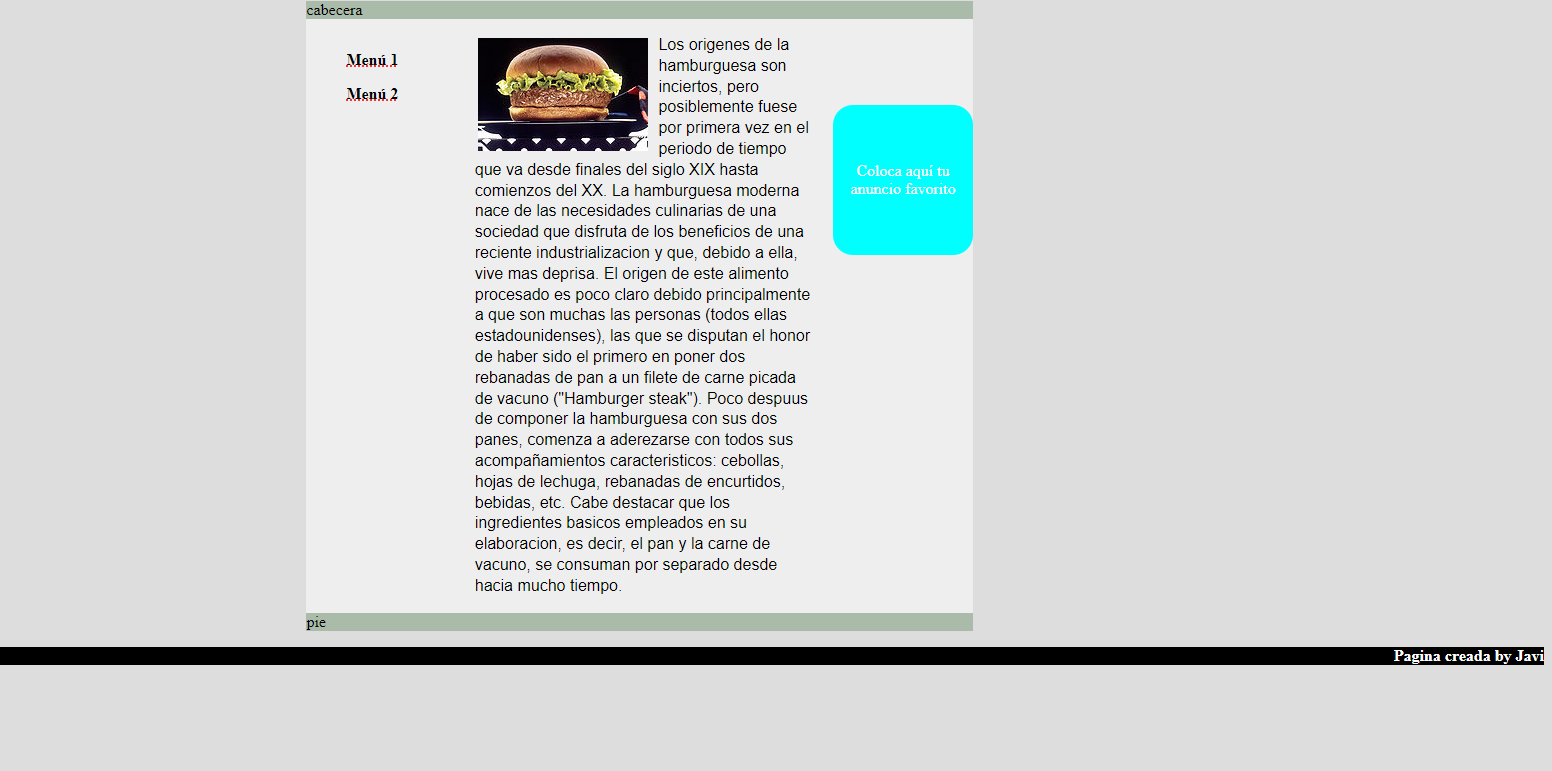 cabecera
Menú 1
Menú 2
Los origenes de la
hamburguesa son
inciertos, pero
posiblemente fuese
por primera vez en el
periodo de tiempo
que va desde finales del siglo XIX hasta
comienzos del XX. La hamburguesa moderna
nace de las necesidades culinarias de una
sociedad que disfruta de los beneficios de una
reciente industrializacion y que, debido a ella,
vive mas deprisa. El origen de este alimento
procesado es poco claro debido principalmente
a que son muchas las personas (todos ellas
estadounidenses), las que se disputan el honor
de haber sido el primero en poner dos
rebanadas de pan a un filete de carne picada
de vacuno ("Hamburger steak"). Poco despuus
de componer la hamburguesa con sus dos
panes, comenza a aderezarse con todos sus
acompañamientos caracteristicos: cebollas,
hojas de lechuga, rebanadas de encurtidos,
bebidas, etc. Cabe destacar que los
ingredientes basicos empleados en su
elaboracion, es decir, el pan y la carne de
vacuno, se consuman por separado desde
hacia mucho tiempo.
Coloca aquí tu
anuncio favorito
pie
Pagina creada by Javi